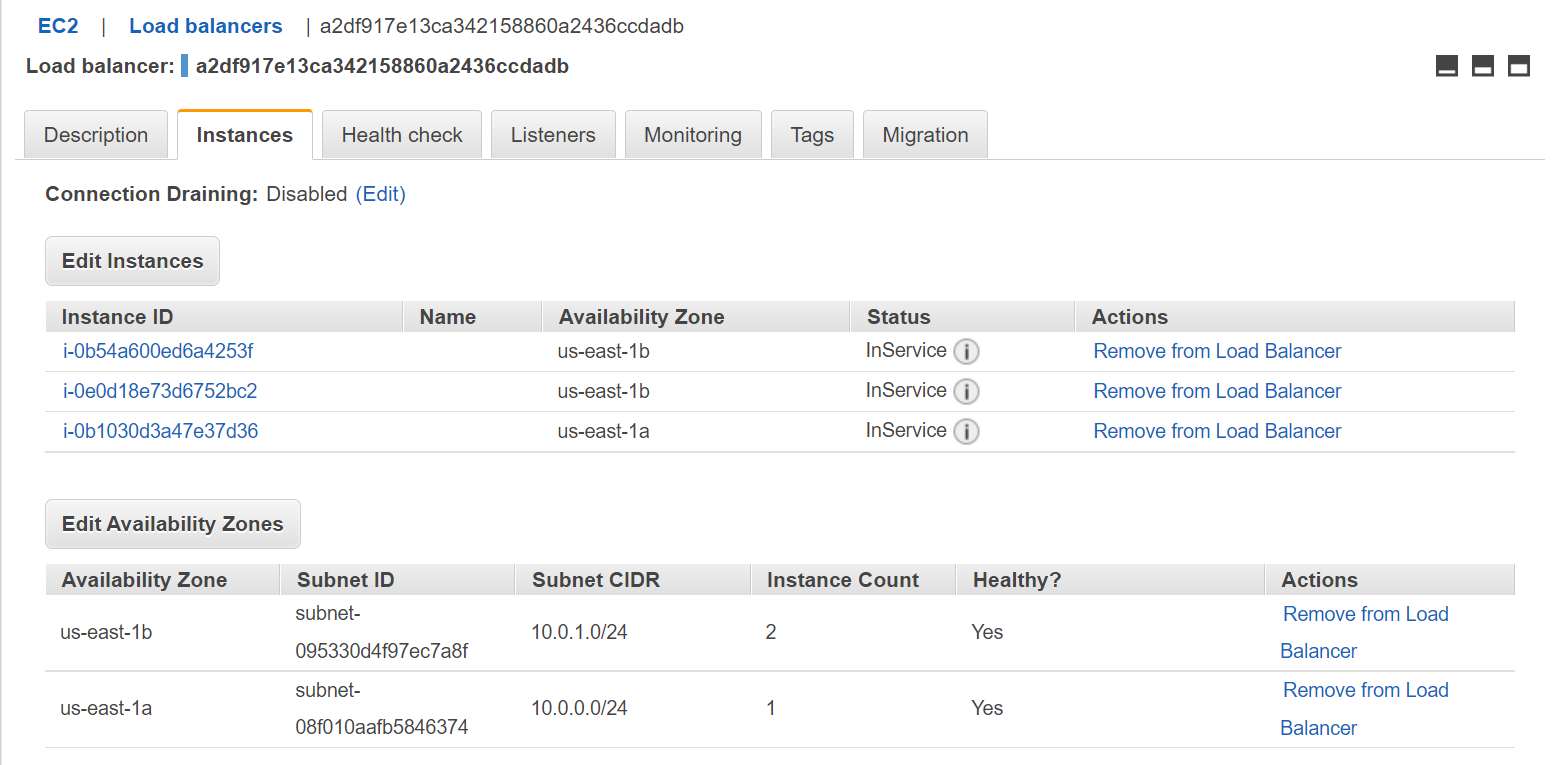 EC2 | Load balancers | a2df917e13ca342158860a2436ccdadb
Load balancer: a2df917e13ca342158860a2436ccdadb
Description Instances Health check Listeners Monitoring Tags Migration
Connection Draining: Disabled (Edit)
Edit Instances
Instance ID Name Availability Zone Status Actions
i-0b54a600ed6a4253f us-east-1b InService i Remove from Load Balancer
i-0e0d18e73d6752bc2 us-east-1b InService i Remove from Load Balancer
i-0b1030d3a47e37d36 us-east-1a InService i Remove from Load Balancer
Edit Availability Zones
Availability Zone Subnet ID Subnet CIDR Instance Count Healthy? Actions
us-east-1b subnet- 10.0.1.0/24 2 Yes Remove from Load
095330d4f97ec7a8f Balancer
us-east-1a subnet- 10.0.0.0/24 1 Yes Remove from Load
08f010aafb5846374 Balancer